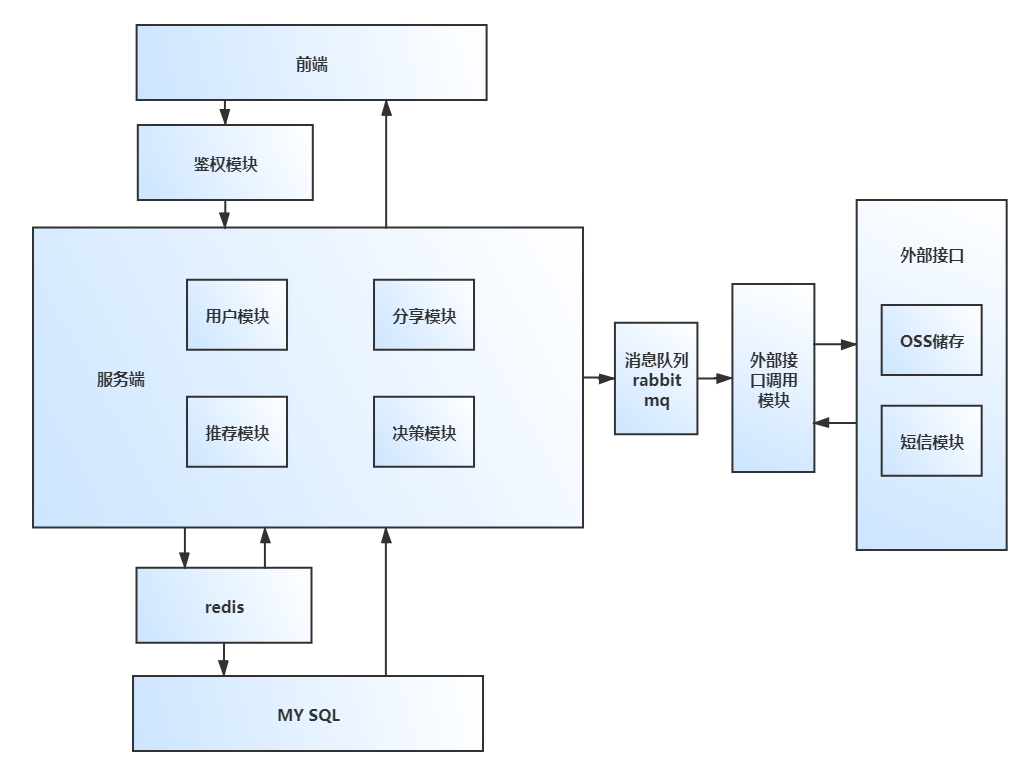 前端
鉴权模块
服务端
用户模块
分享模块
推荐模块
决策模块
消息队列
rabbit
mq
外部接
口调用
模块
外部接口
OSS储存
短信模块
redis
MY SQL